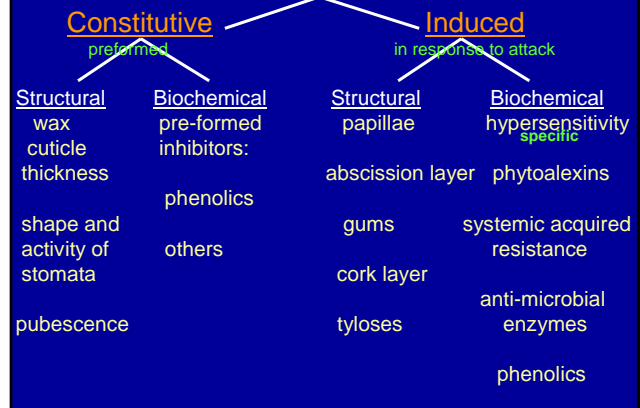 Constitutive
preformed
Structural
wax
cuticle
thickness
shape and
activity of
stomata
pubescence
Biochemical
pre-formed
inhibitors:
phenolics
others
Induced
in response to attack
Structural
papillae
abscission layer
gums
cork layer
tyloses
Biochemical
hypersensitivity
specific
phytoalexins
systemic acquired
resistance
anti-microbial
enzymes
phenolics